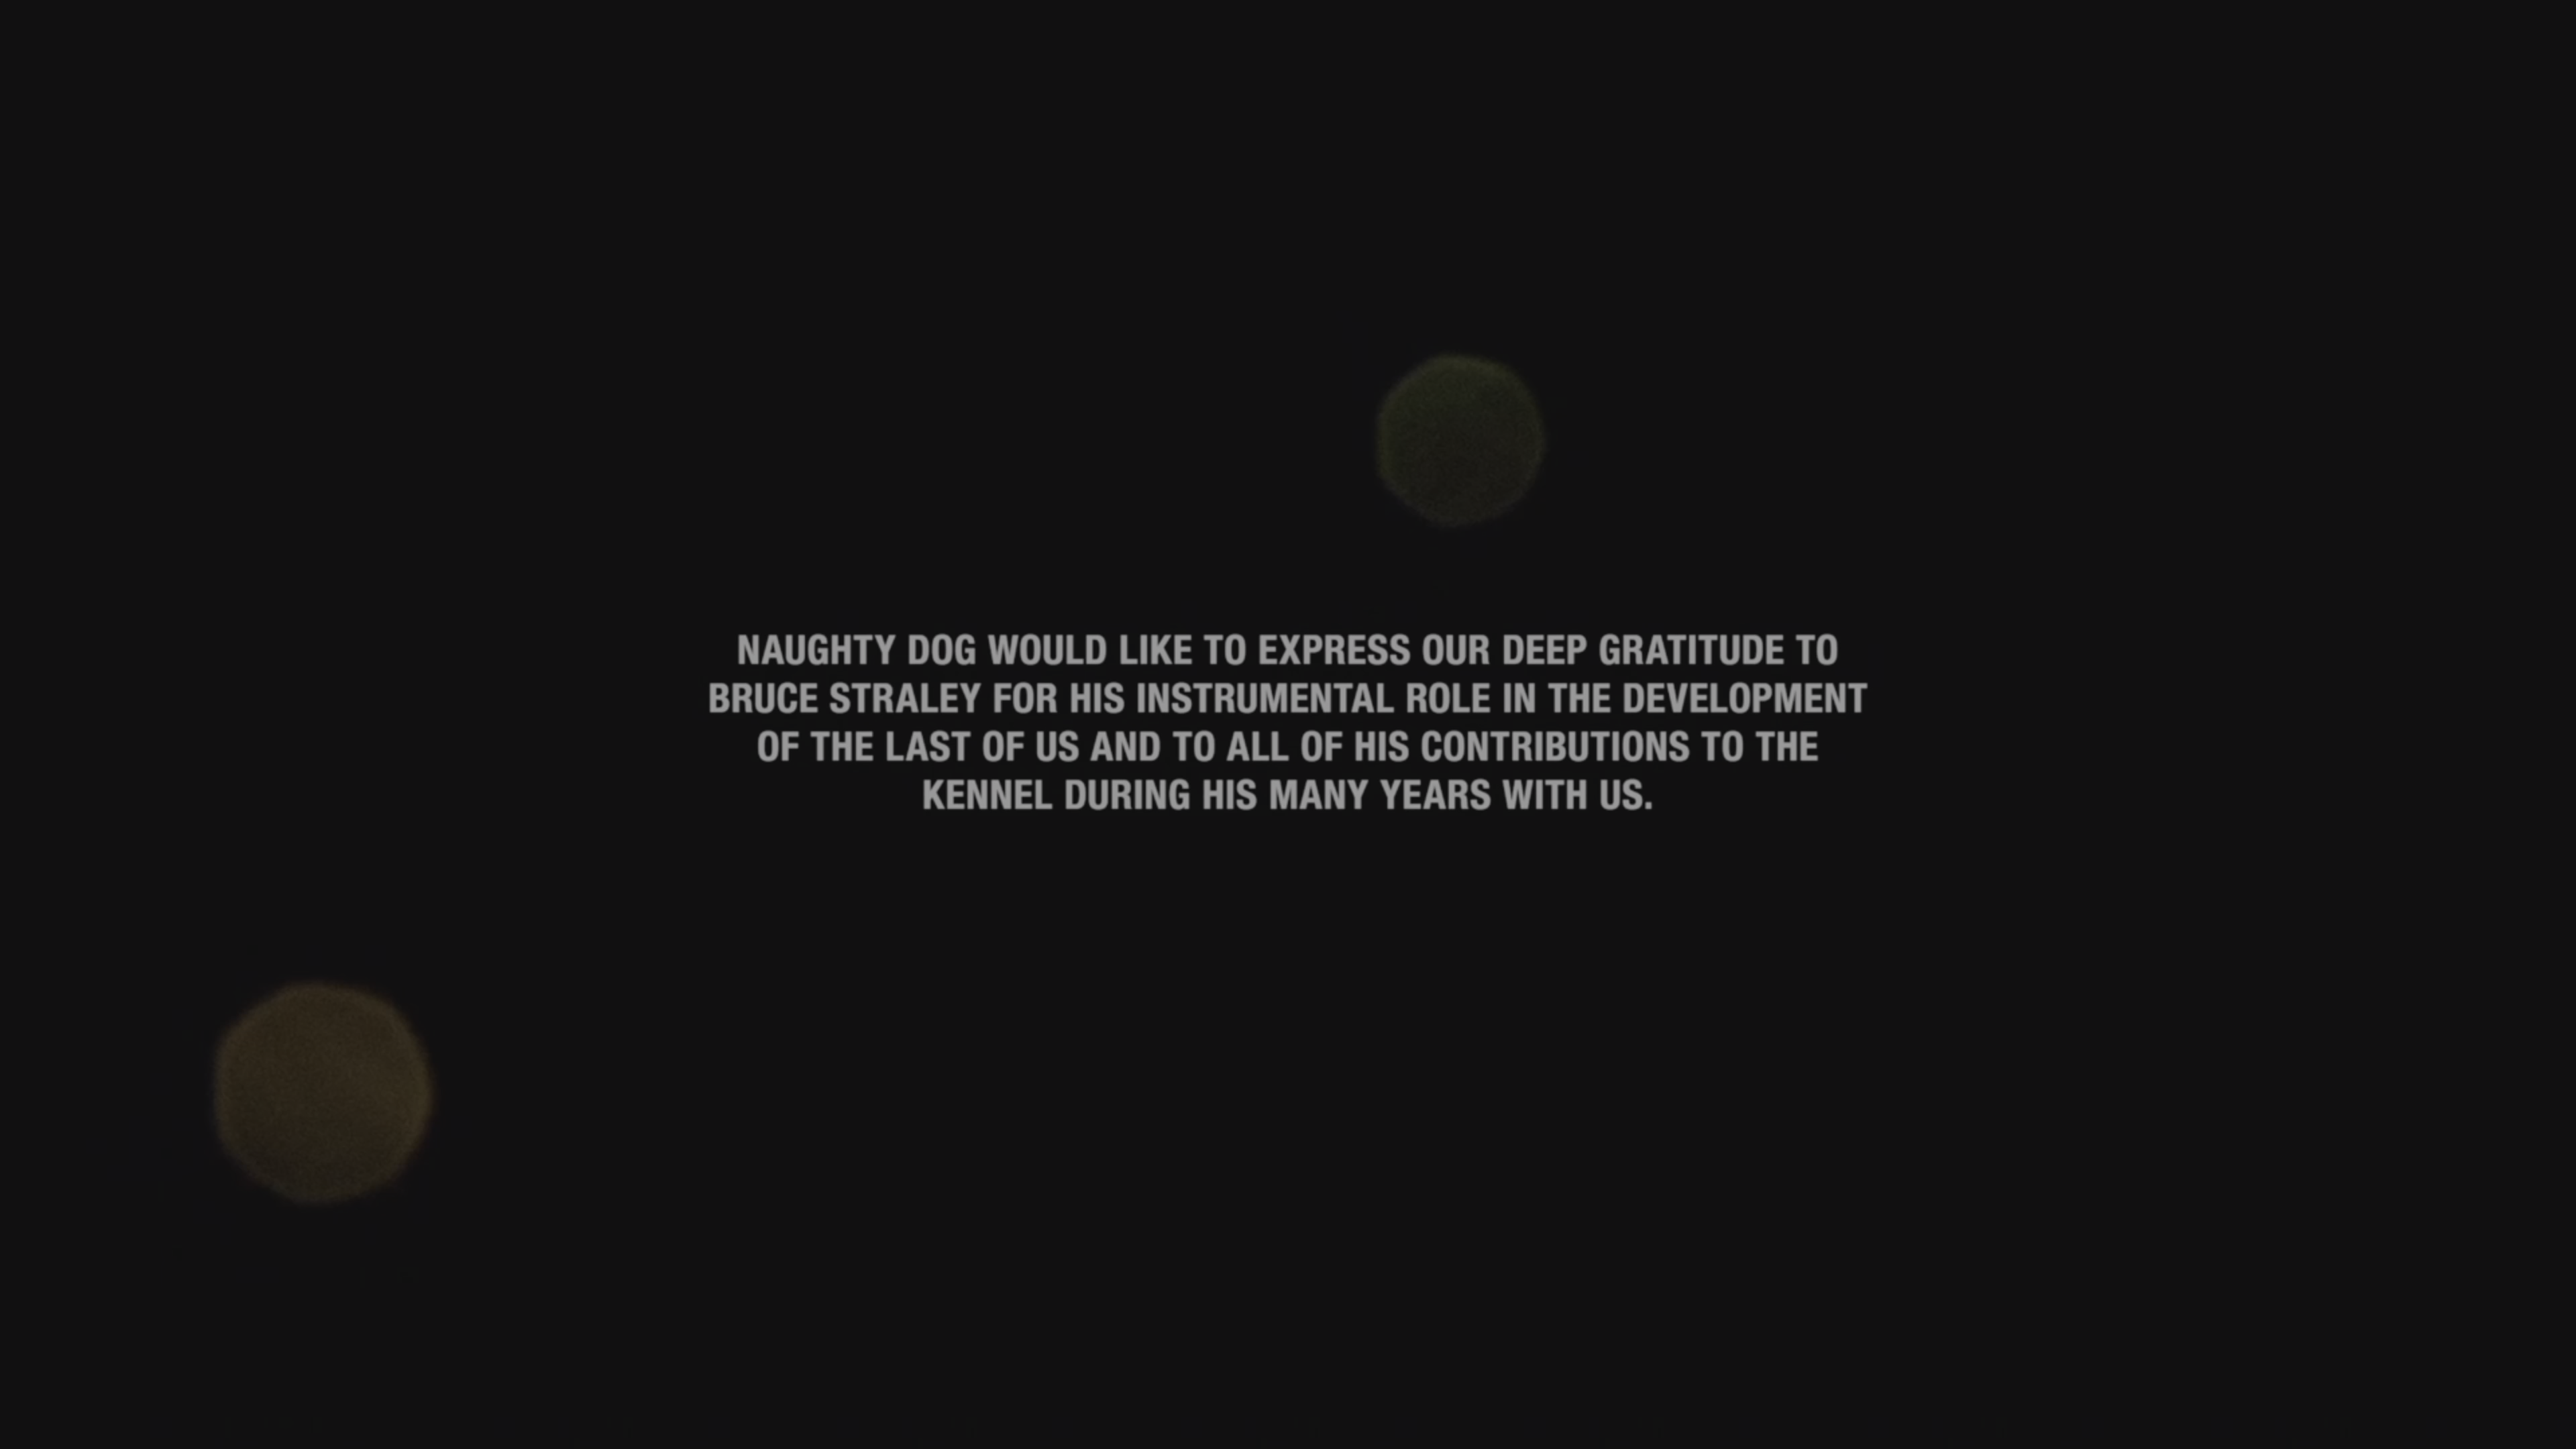 NAUGHTY DOG WOULD LIKE TO EXPRESS OUR DEEP GRATITUDE TO
BRUCE STRALEY FOR HIS INSTRUMENTAL ROLE IN THE DEVELOPMENT
OF THE LAST OF US AND TO ALL OF HIS CONTRIBUTIONS TO THE
KENNEL DURING HIS MANY YEARS WITH US.